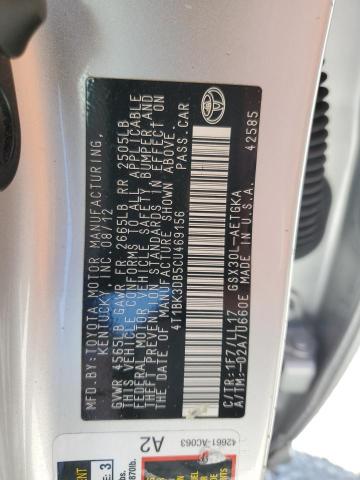 MFD.BY:TOYOTA MOTOR MANUFACTURING,
KENTUCKY, INC. 08/12
GVWR 4565LB GAWR FR 2665LB RR 2505LB
THIS VEHICLE CONFORMS TO ALL APPLICABLE
FEDERAL MOTOR VEHICLE SAFETY, BUMPER AND
THEFT PREVENTION STANDARDS IN EFFECT ON
THE DATE OF MANUFACTURE SHOWN ABOVE.
4T1BK3DB5CU469156 PASS.CAR
C/TR:1F7/LL17 GSX30L-AETGKA
A/TM:-02A/U660E MADE IN U.S.A.
42585
42661-AC063
A2
E: 3